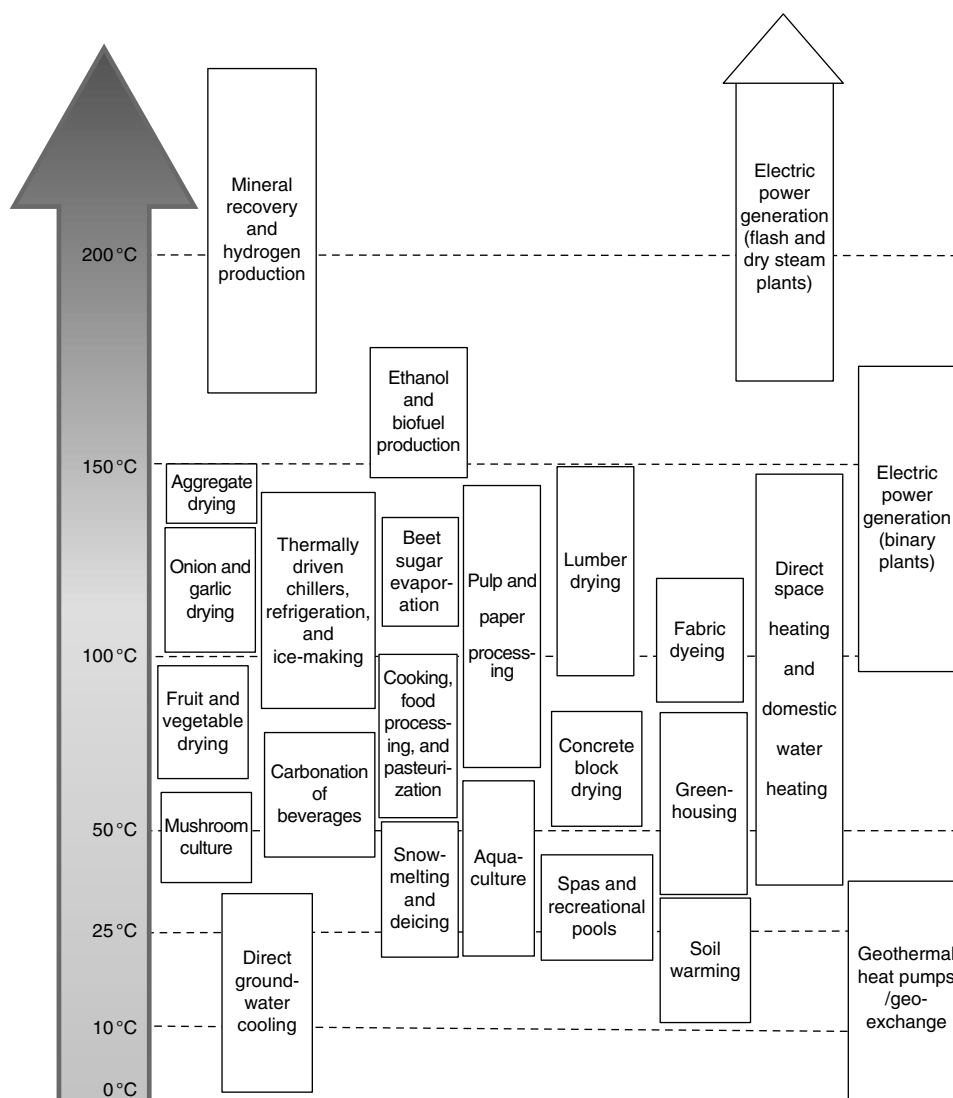 Mineral
recovery
and
hydrogen
production
Electric
power
generation
(flash and
dry steam
plants)
200 °C
Ethanol
and
biofuel
production
150 °C
Aggregate
drying
Onion and
garlic
drying
Thermally
driven
chillers,
refrigeration,
and
ice-making
Beet
sugar
evapor-
ation
Pulp and
paper
process-
ing
Lumber
drying
Fabric
dyeing
Direct
space
heating
and
domestic
water
heating
Electric
power
generation
(binary
plants)
100 °C
Fruit and
vegetable
drying
Carbonation
of
beverages
Cooking,
food
process-
ing, and
pasteuri-
zation
Concrete
block
drying
Green-
housing
50 °C
Mushroom
culture
Snow-
melting
and
deicing
Aqua-
culture
Spas and
recreational
pools
25 °C
Direct
ground-
water
cooling
Soil
warming
Geothermal
heat pumps
/geo-
exchange
10 °C
0 °C